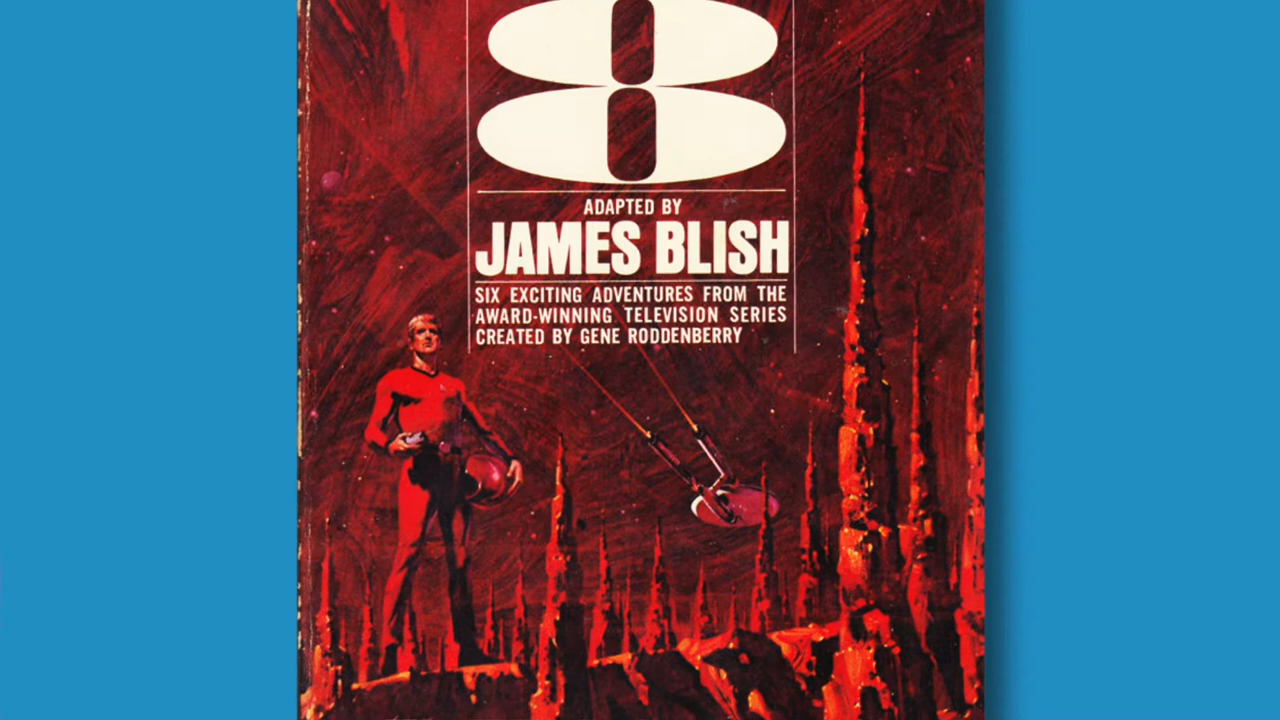 8
ADAPTED BY
JAMES BLISH
SIX EXCITING ADVENTURES FROM THE
AWARD-WINNING TELEVISION SERIES
CREATED BY GENE RODDENBERRY